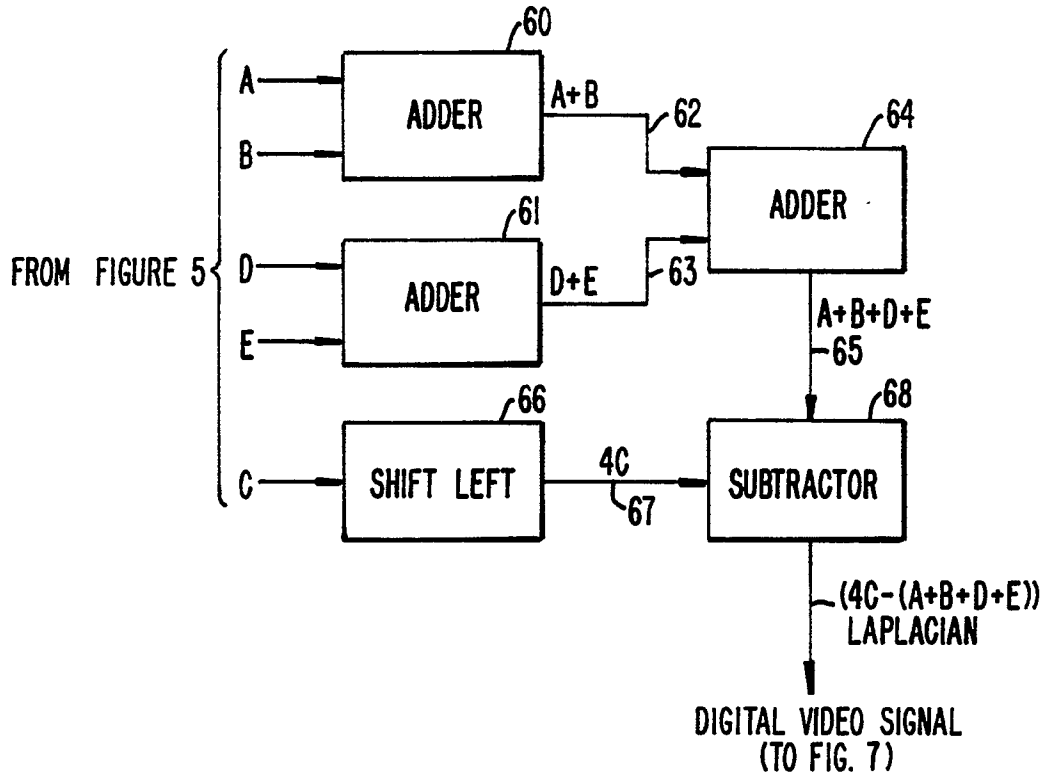 60
A
ADDER
A+B
62
B
64
ADDER
61
FROM FIGURE 5
D
ADDER
D+E
63
E
A+B+D+E
65
66
68
C
SHIFT LEFT
4C
67
SUBTRACTOR
(4C-(A+B+D+E))
LAPLACIAN
DIGITAL VIDEO SIGNAL
(TO FIG. 7)